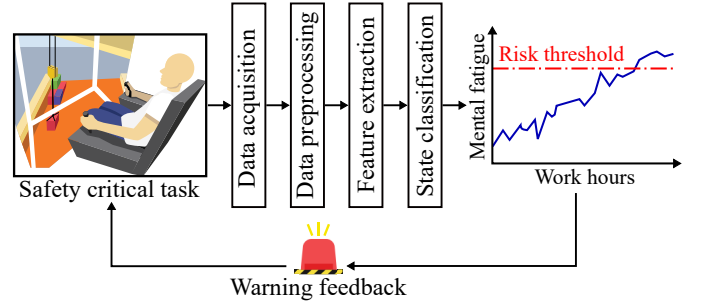 Safety critical task
Data acquisition
Data preprocessing
Feature extraction
State classification
Mental fatigue
Risk threshold
Work hours
Warning feedback